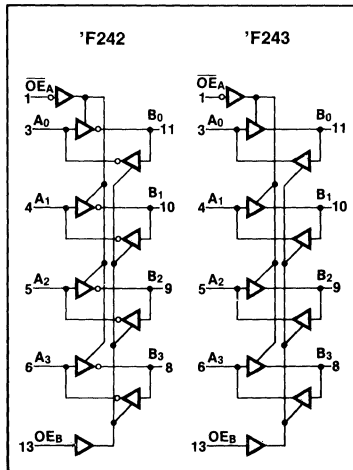 'F242 'F243
OEA OEA
1 1
A0 B0 A0 B0
3 11 3 11
A1 B1 A1 B1
4 10 4 10
A2 B2 A2 B2
5 9 5 9
A3 B3 A3 B3
6 8 6 8
13 OEB 13 OEB